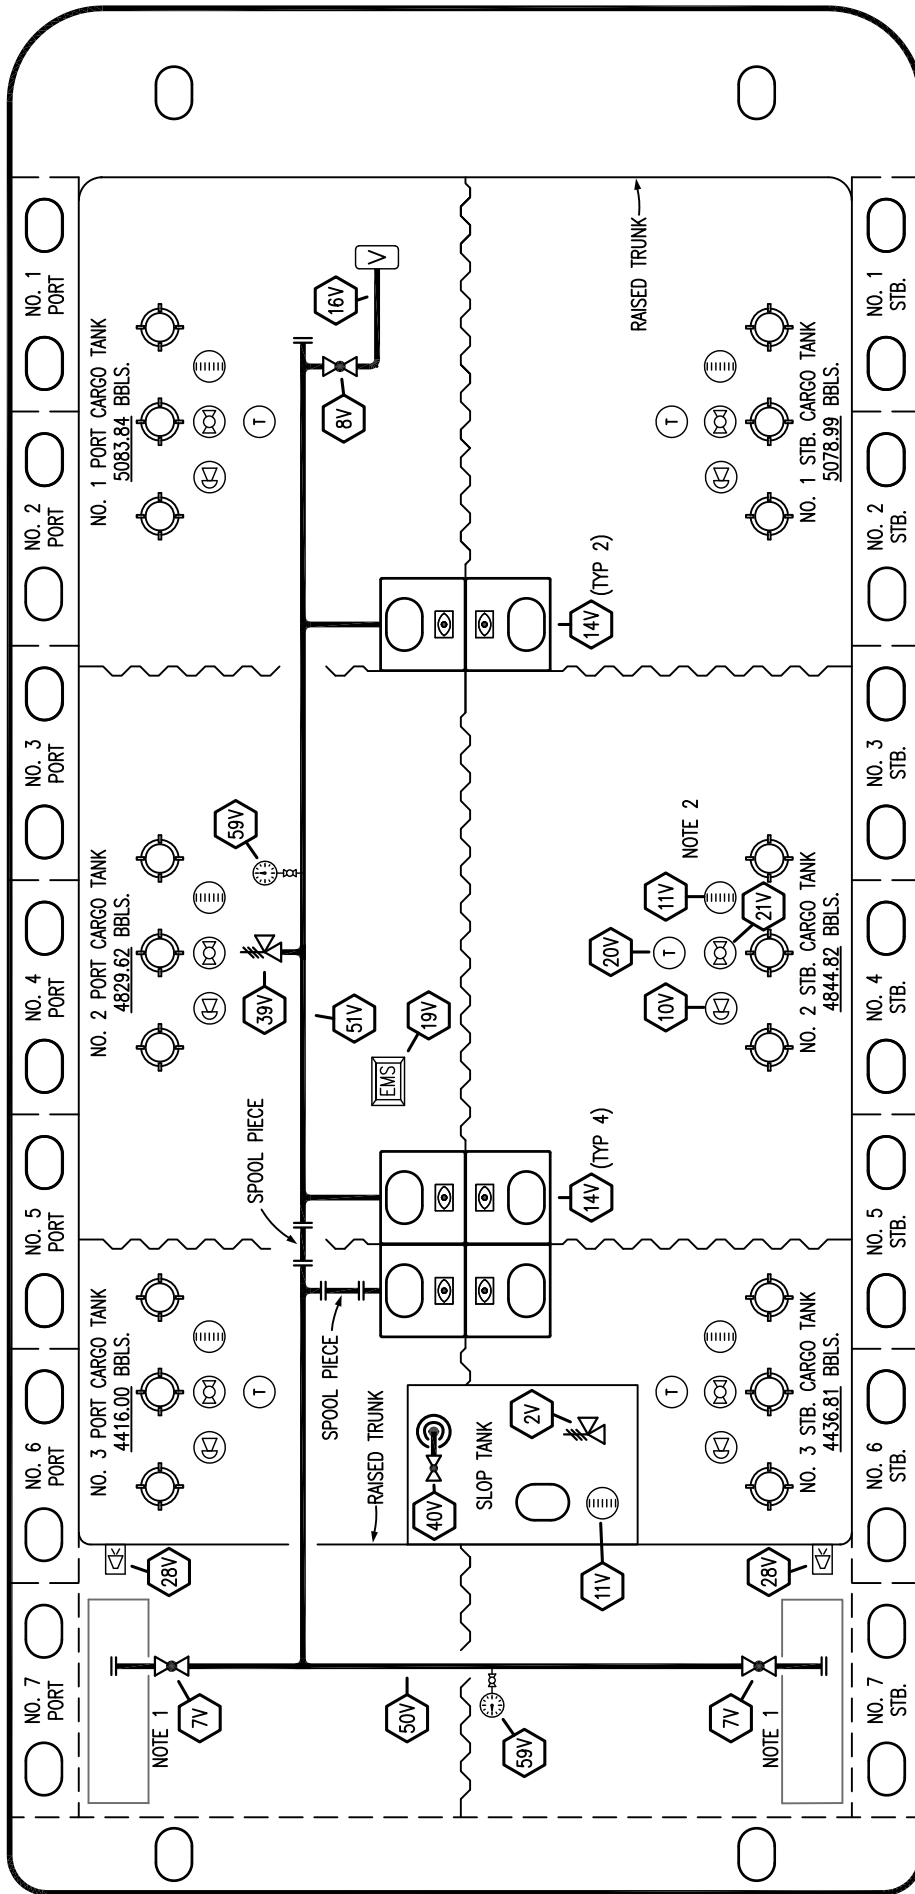 NO. 1
PORT
NO. 2
PORT
NO. 3
PORT
NO. 4
PORT
NO. 5
PORT
NO. 6
PORT
NO. 7
PORT
NO. 1 PORT CARGO TANK
5083.84 BBLS.
T
V
16V
8V
RAISED TRUNK
NO. 1 STB. CARGO TANK
5078.99 BBLS.
T
14V
(TYP 2)
NO. 2 PORT CARGO TANK
4829.62 BBLS.
59V
39V
51V
19V
EMS
NOTE 2
11V
20V
T
21V
10V
NO. 2 STB. CARGO TANK
4844.82 BBLS.
SPOOL PIECE
14V
(TYP 4)
NO. 3 PORT CARGO TANK
4416.00 BBLS.
T
SPOOL PIECE
RAISED TRUNK
40V
SLOP TANK
2V
11V
T
NO. 3 STB. CARGO TANK
4436.81 BBLS.
28V
28V
7V
NOTE 1
50V
59V
7V
NOTE 1
NO. 1
STB.
NO. 2
STB.
NO. 3
STB.
NO. 4
STB.
NO. 5
STB.
NO. 6
STB.
NO. 7
STB.